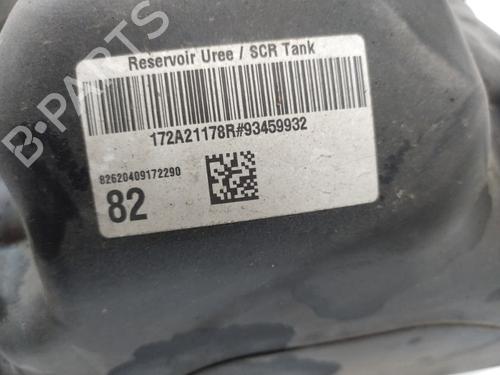 Reservoir Uree / SCR Tank
172A21178R#93459932
82620409172290
82
B-PARTS